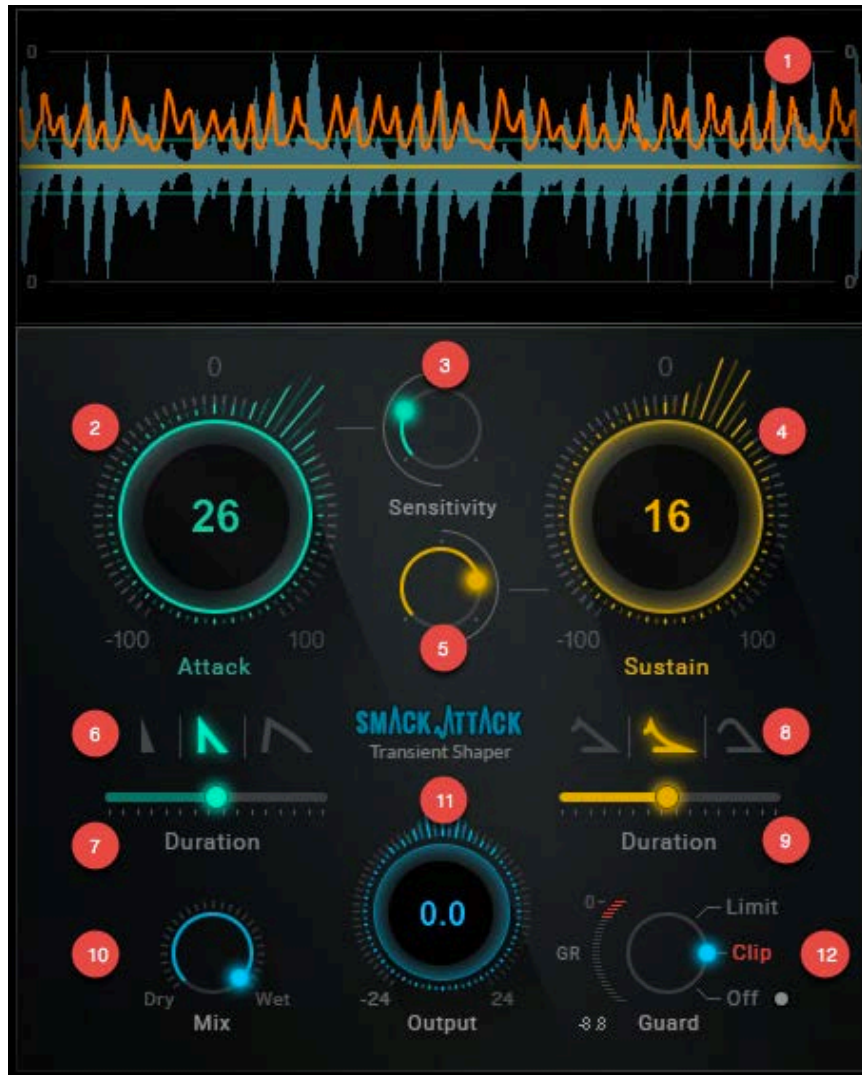 0 0
1
0 0
0 0
2 3 4
26 Sensitivity 16
-100 100 5 -100 100
Attack Sustain
6 SMACK ATTACK 8
Transient Shaper
11
7 Duration Duration 9
0
Limit
10 0.0 GR Clip 12
Dry Wet -24 24 Off
Mix Output -8.8 Guard